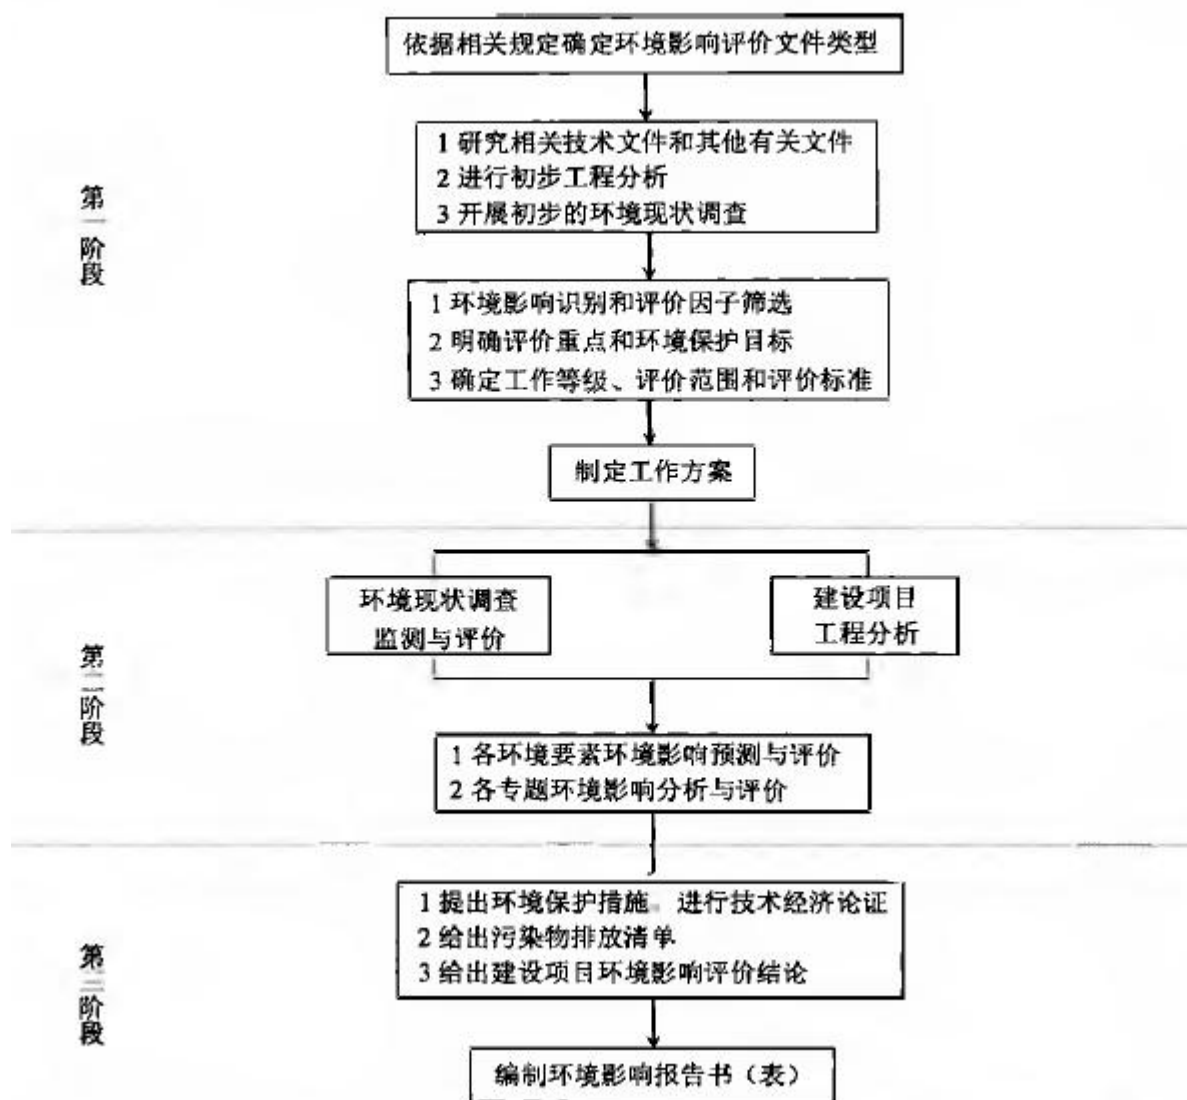 依据相关规定确定环境影响评价文件类型
1 研究相关技术文件和其他有关文件
2 进行初步工程分析
3 开展初步的环境现状调查
第一阶段
1 环境影响识别和评价因子筛选
2 明确评价重点和环境保护目标
3 确定工作等级、评价范围和评价标准
制定工作方案
环境现状调查
监测与评价
建设项目
工程分析
第二阶段
1 各环境要素环境影响预测与评价
2 各专题环境影响分析与评价
1 提出环境保护措施、进行技术经济论证
2 给出污染物排放清单
3 给出建设项目环境影响评价结论
第三阶段
编制环境影响报告书（表）